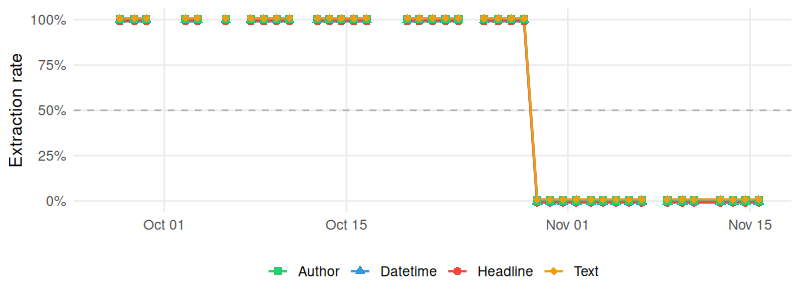 100%
75%
50%
25%
0%
Extraction rate
Oct 01 Oct 15 Nov 01 Nov 15
Author Datetime Headline Text